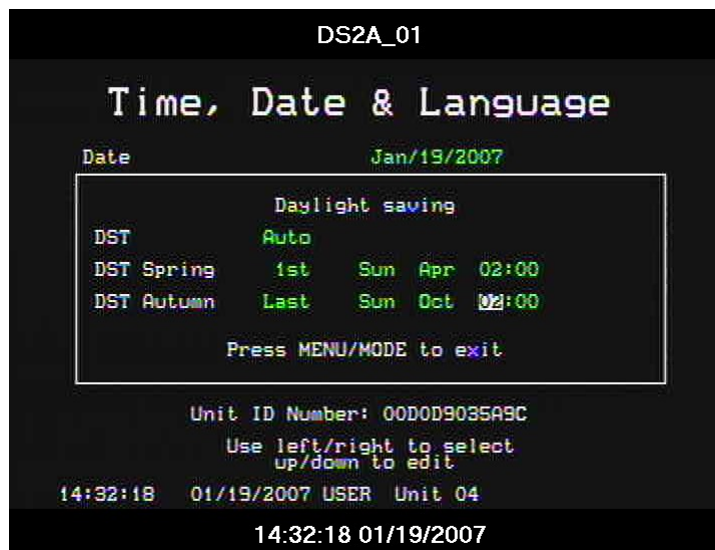 DS2A_01
Time, Date & Language
Date Jan/19/2007
Daylight saving
DST Auto
DST Spring 1st Sun Apr 02:00
DST Autumn Last Sun Oct 02:00
Press MENU/MODE to exit
Unit ID Number: 00D0D9035A9C
Use left/right to select
up/down to edit
14:32:18 01/19/2007 USER Unit 04
14:32:18 01/19/2007